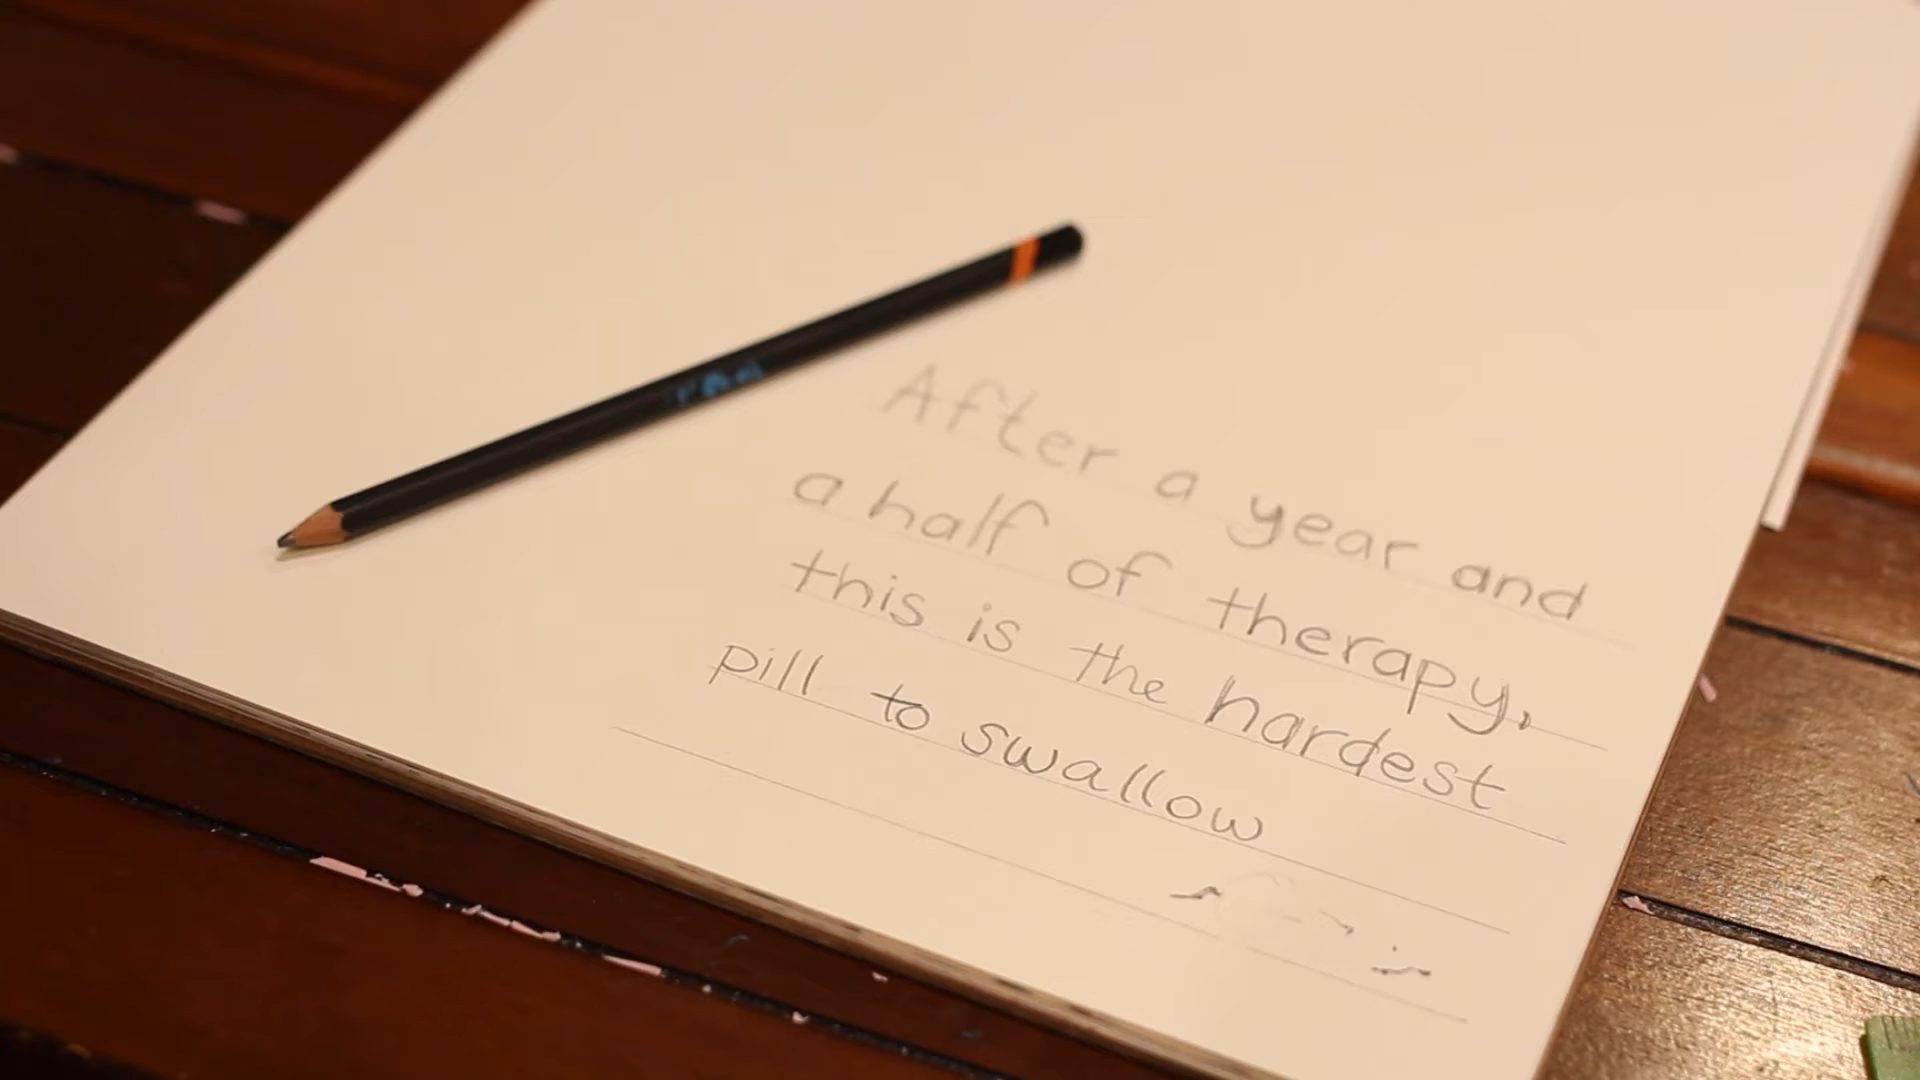 After a year and
a half of therapy,
this is the hardest
pill to swallow